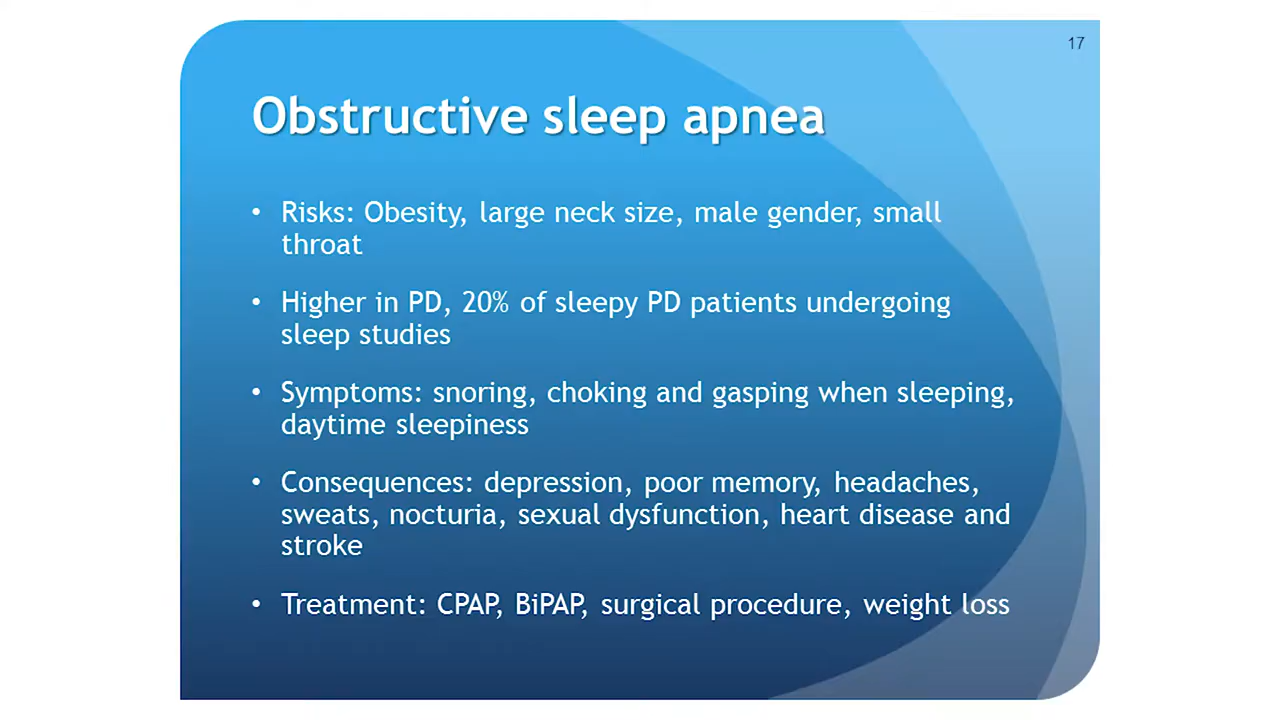 17
Obstructive sleep apnea
• Risks: Obesity, large neck size, male gender, small
throat
• Higher in PD, 20% of sleepy PD patients undergoing
sleep studies
• Symptoms: snoring, choking and gasping when sleeping,
daytime sleepiness
• Consequences: depression, poor memory, headaches,
sweats, nocturia, sexual dysfunction, heart disease and
stroke
• Treatment: CPAP, BiPAP, surgical procedure, weight loss